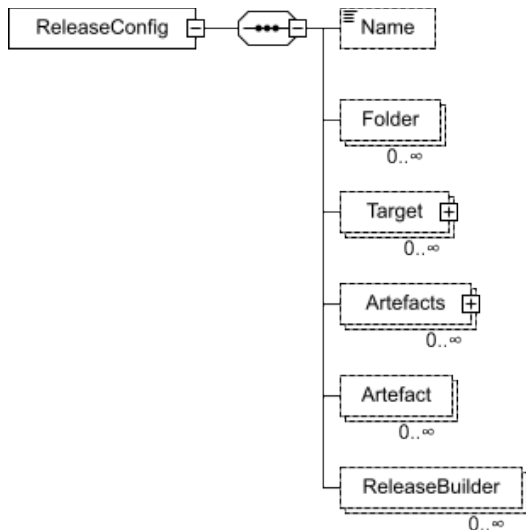 ReleaseConfig
Name
Folder
0..∞
Target
0..∞
Artefacts
0..∞
Artefact
0..∞
ReleaseBuilder
0..∞